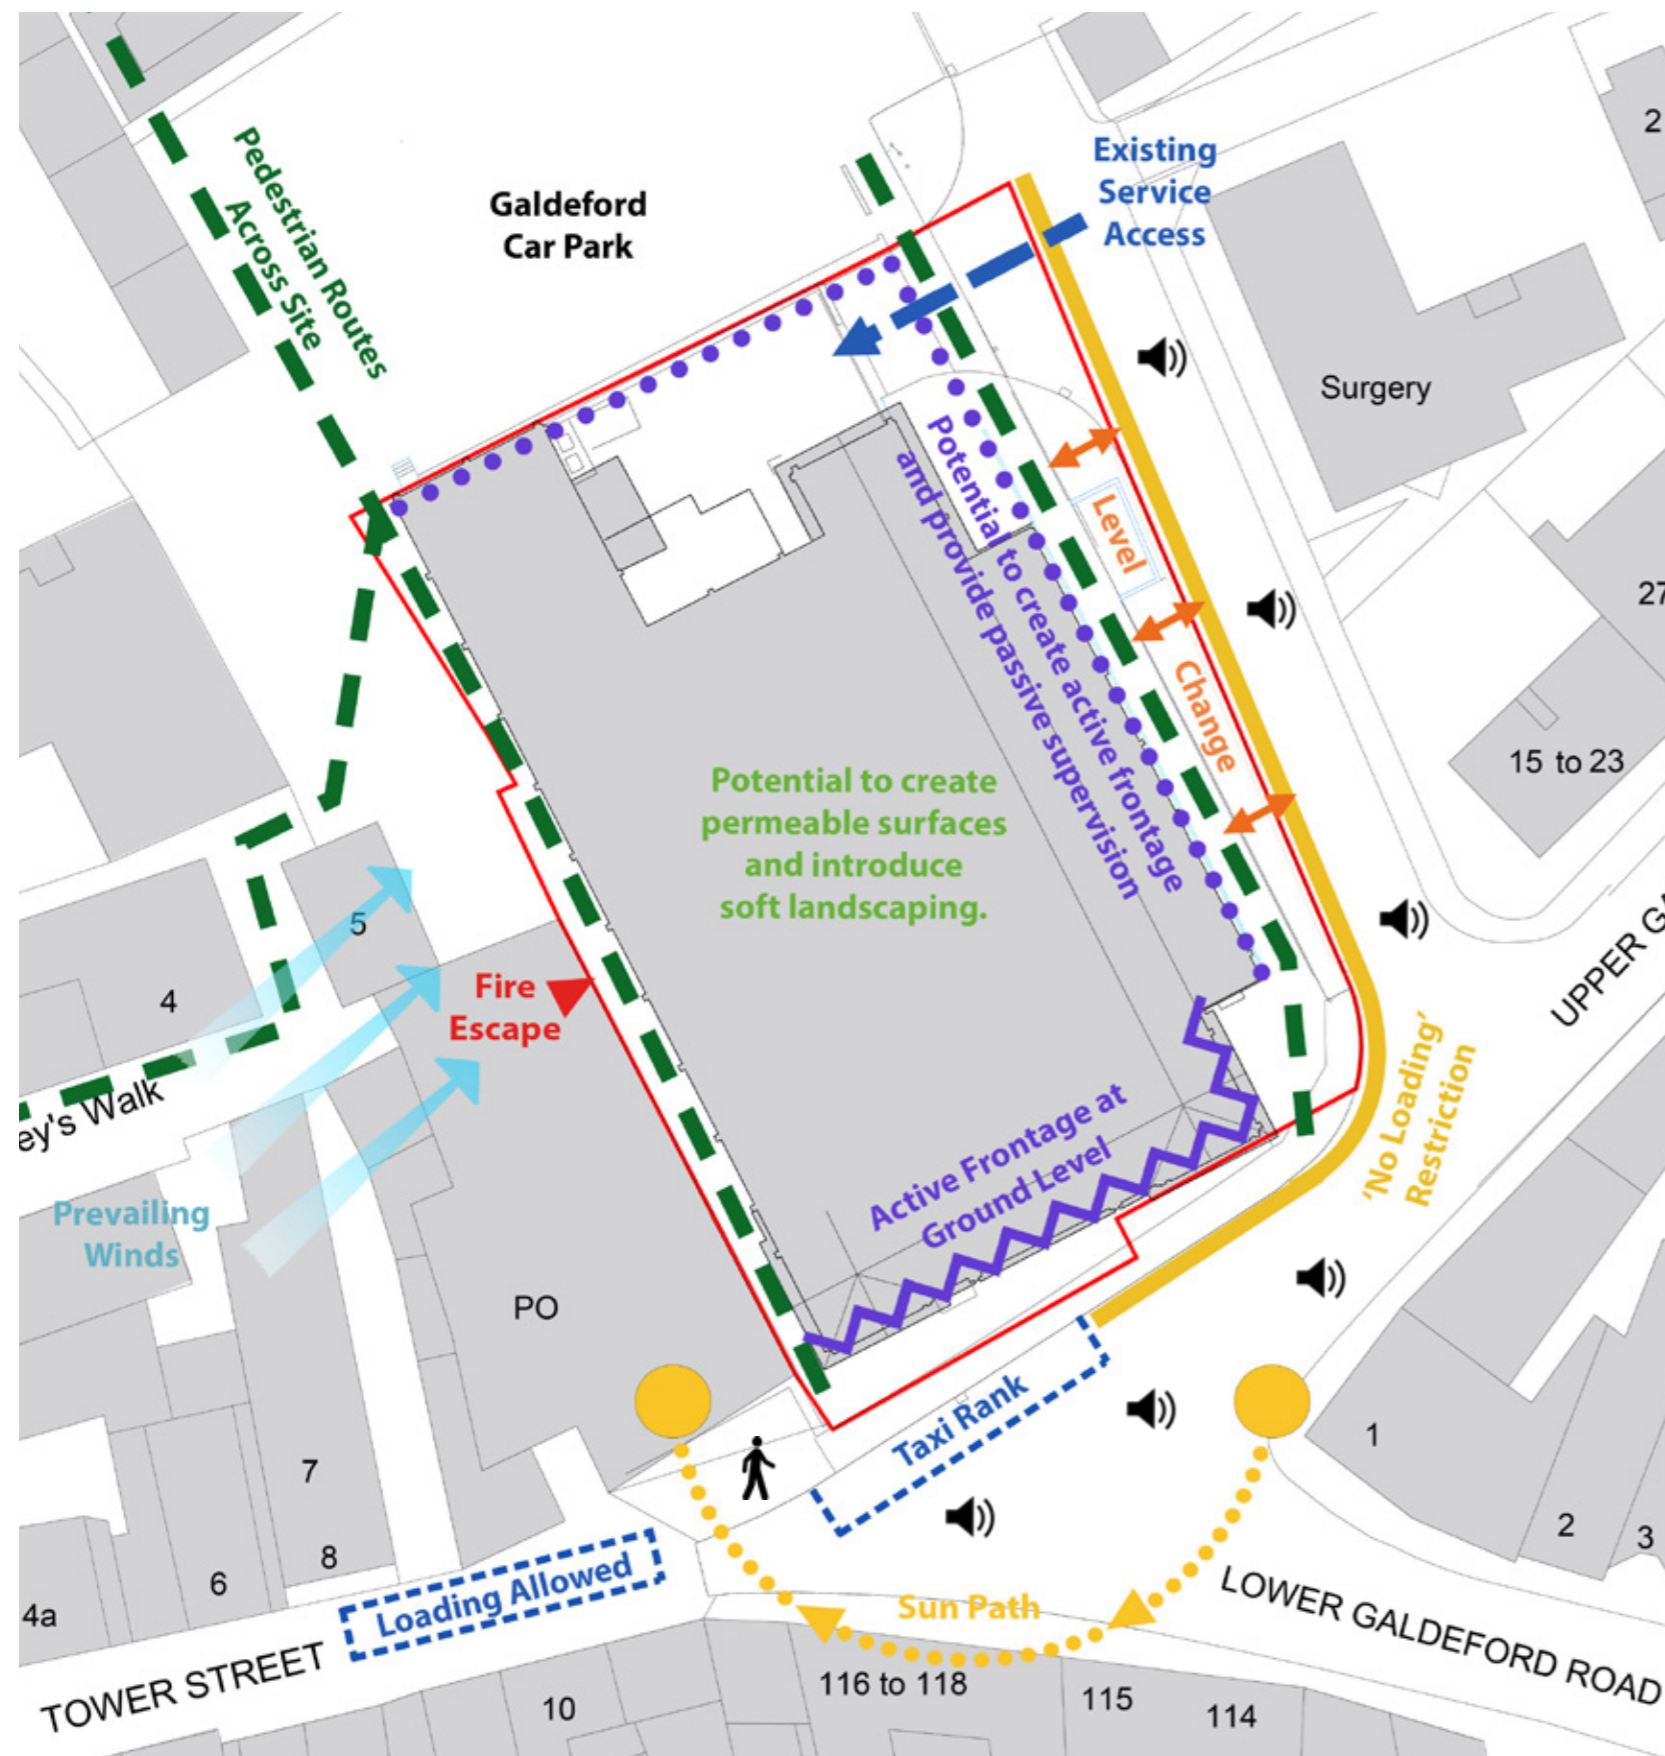 Pedestrian Routes
Across Site
Galdeford
Car Park
Existing
Service
Access
2
Surgery
27
15 to 23
Level
Change
Potential to create active frontage
and provide passive supervision
Potential to create
permeable surfaces
and introduce
soft landscaping.
5
4
Fire
Escape
ey's Walk
Prevailing
Winds
UPPER GA
'No Loading'
Restriction
Active Frontage at
Ground Level
PO
Taxi Rank
1
2
3
7
8
6
4a
Loading Allowed
Sun Path
LOWER GALDEFORD ROAD
TOWER STREET
10
116 to 118
115
114